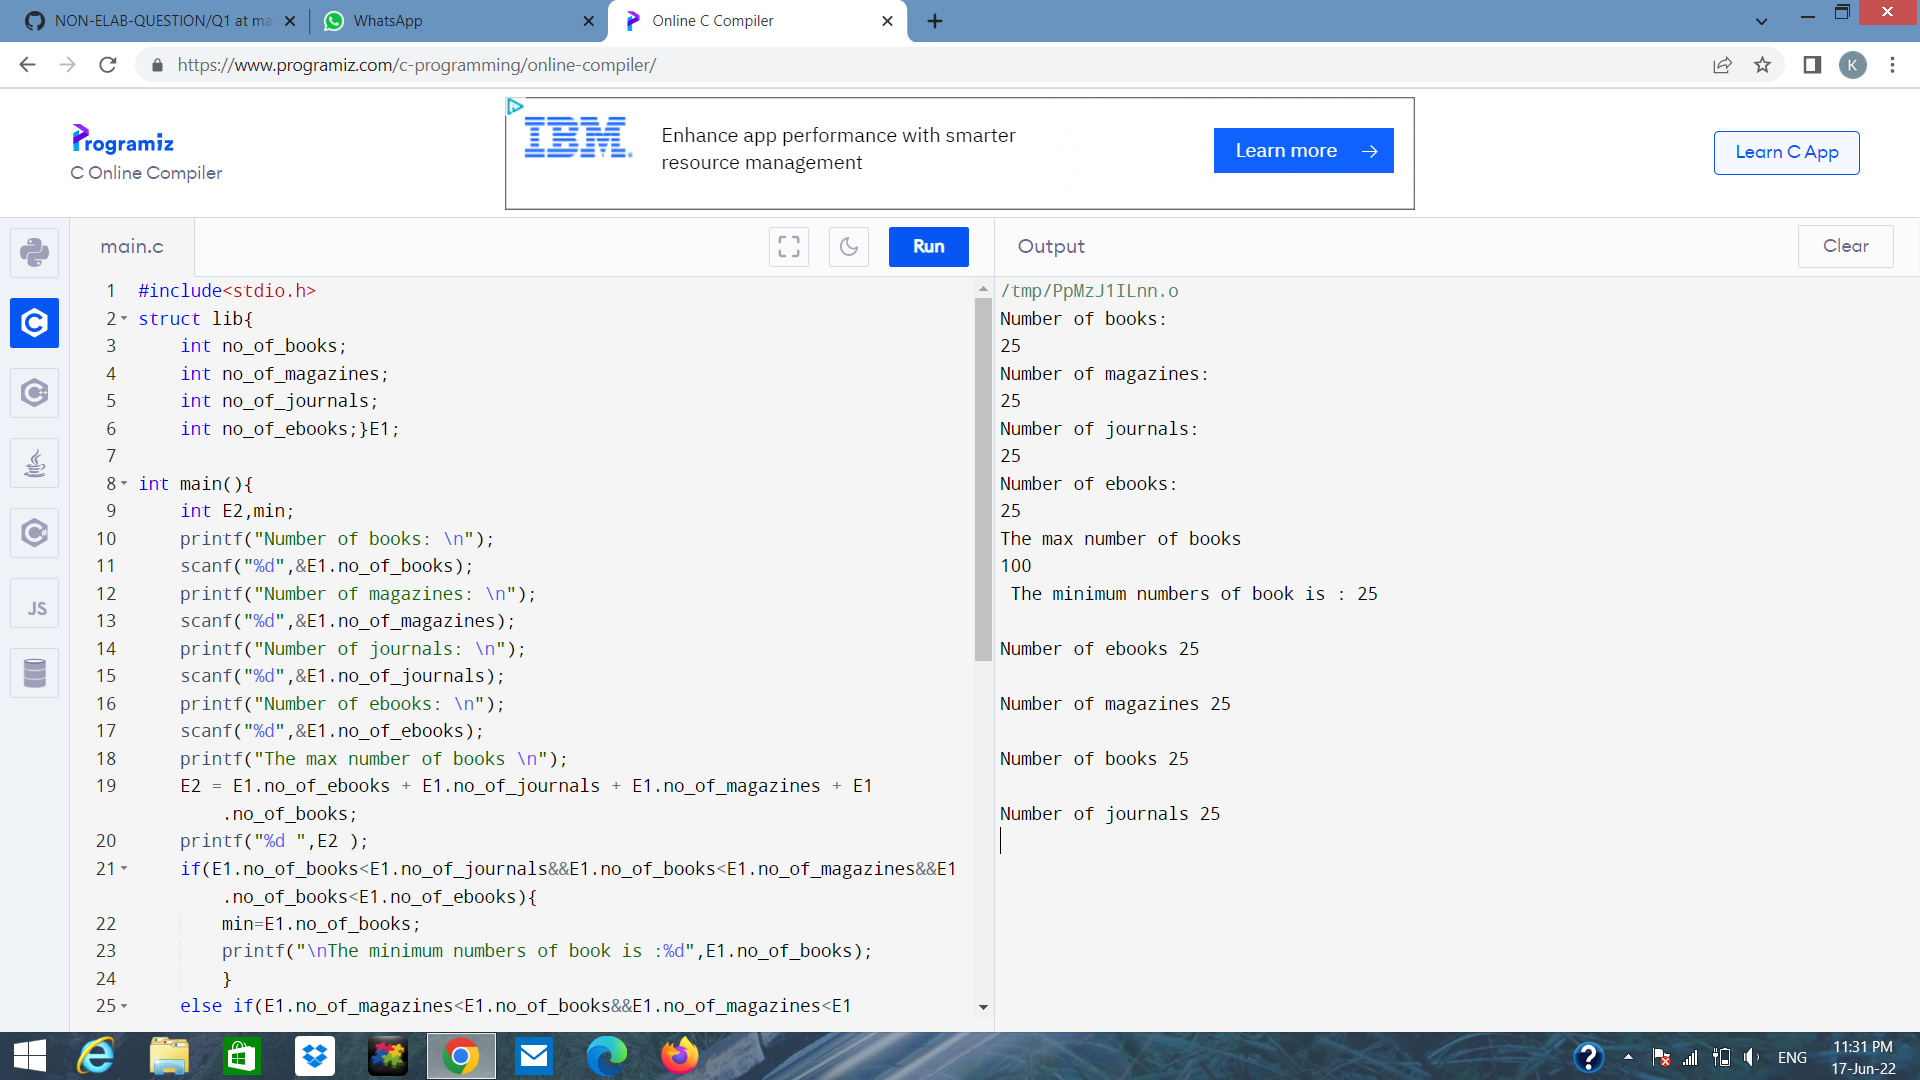 NON-ELAB-QUESTION/Q1 at ma
WhatsApp
Online C Compiler
https://www.programiz.com/c-programming/online-compiler/
K
Programiz
C Online Compiler
IBM
Enhance app performance with smarter
resource management
Learn more →
Learn C App
main.c
Run
Output
Clear
JS
1 #include<stdio.h>
2 struct lib{
3 int no_of_books;
4 int no_of_magazines;
5 int no_of_journals;
6 int no_of_ebooks;}E1;
7
8 int main(){
9 int E2,min;
10 printf("Number of books: \n");
11 scanf("%d",&E1.no_of_books);
12 printf("Number of magazines: \n");
13 scanf("%d",&E1.no_of_magazines);
14 printf("Number of journals: \n");
15 scanf("%d",&E1.no_of_journals);
16 printf("Number of ebooks: \n");
17 scanf("%d",&E1.no_of_ebooks);
18 printf("The max number of books \n");
19 E2 = E1.no_of_ebooks + E1.no_of_journals + E1.no_of_magazines + E1
.no_of_books;
20 printf("%d ",E2 );
21 if(E1.no_of_books<E1.no_of_journals&&E1.no_of_books<E1.no_of_magazines&&E1
.no_of_books<E1.no_of_ebooks){
22 min=E1.no_of_books;
23 printf("\nThe minimum numbers of book is :%d",E1.no_of_books);
24 }
25 else if(E1.no_of_magazines<E1.no_of_books&&E1.no_of_magazines<E1
/tmp/PpMzJ1ILnn.o
Number of books:
25
Number of magazines:
25
Number of journals:
25
Number of ebooks:
25
The max number of books
100
The minimum numbers of book is : 25
Number of ebooks 25
Number of magazines 25
Number of books 25
Number of journals 25
ENG
11:31 PM
17-Jun-22